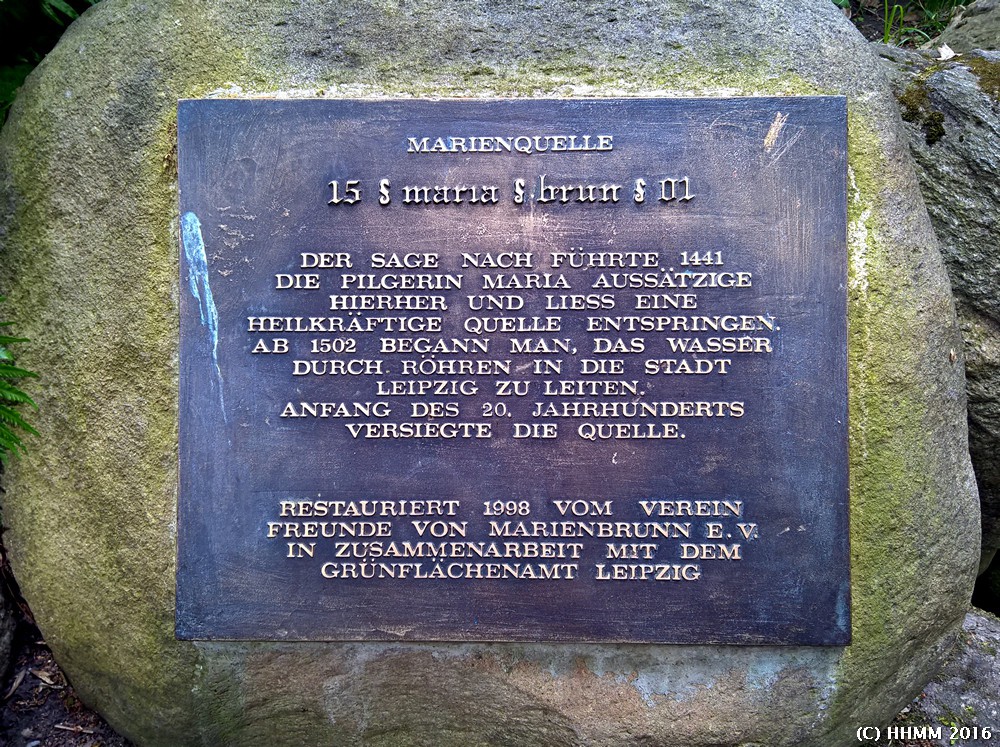 MARIENQUELLE
15 § maria § brun § 01
DER SAGE NACH FÜHRTE 1441
DIE PILGERIN MARIA AUSSÄTZIGE
HIERHER UND LIESS EINE
HEILKRÄFTIGE QUELLE ENTSPRINGEN.
AB 1502 BEGANN MAN, DAS WASSER
DURCH RÖHREN IN DIE STADT
LEIPZIG ZU LEITEN.
ANFANG DES 20. JAHRHUNDERTS
VERSIEGTE DIE QUELLE.
RESTAURIERT 1998 VOM VEREIN
FREUNDE VON MARIENBRUNN E.V.
IN ZUSAMMENARBEIT MIT DEM
GRÜNFLÄCHENAMT LEIPZIG
(C) HHMM 2016